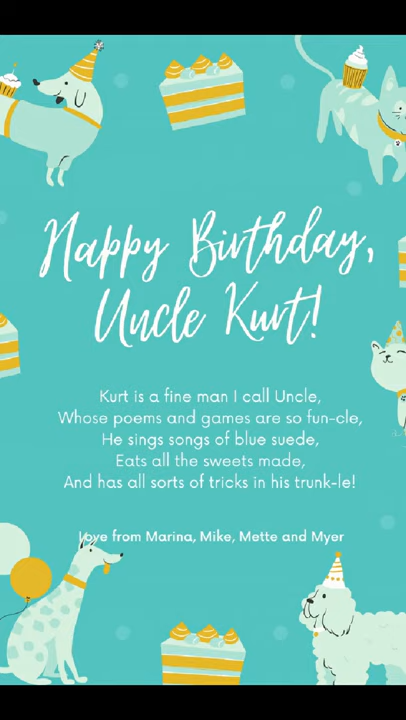 Happy Birthday,
Uncle Kurt!
Kurt is a fine man I call Uncle,
Whose poems and games are so fun-cle,
He sings songs of blue suede,
Eats all the sweets made,
And has all sorts of tricks in his trunk-le!
Love from Marina, Mike, Mette and Myer